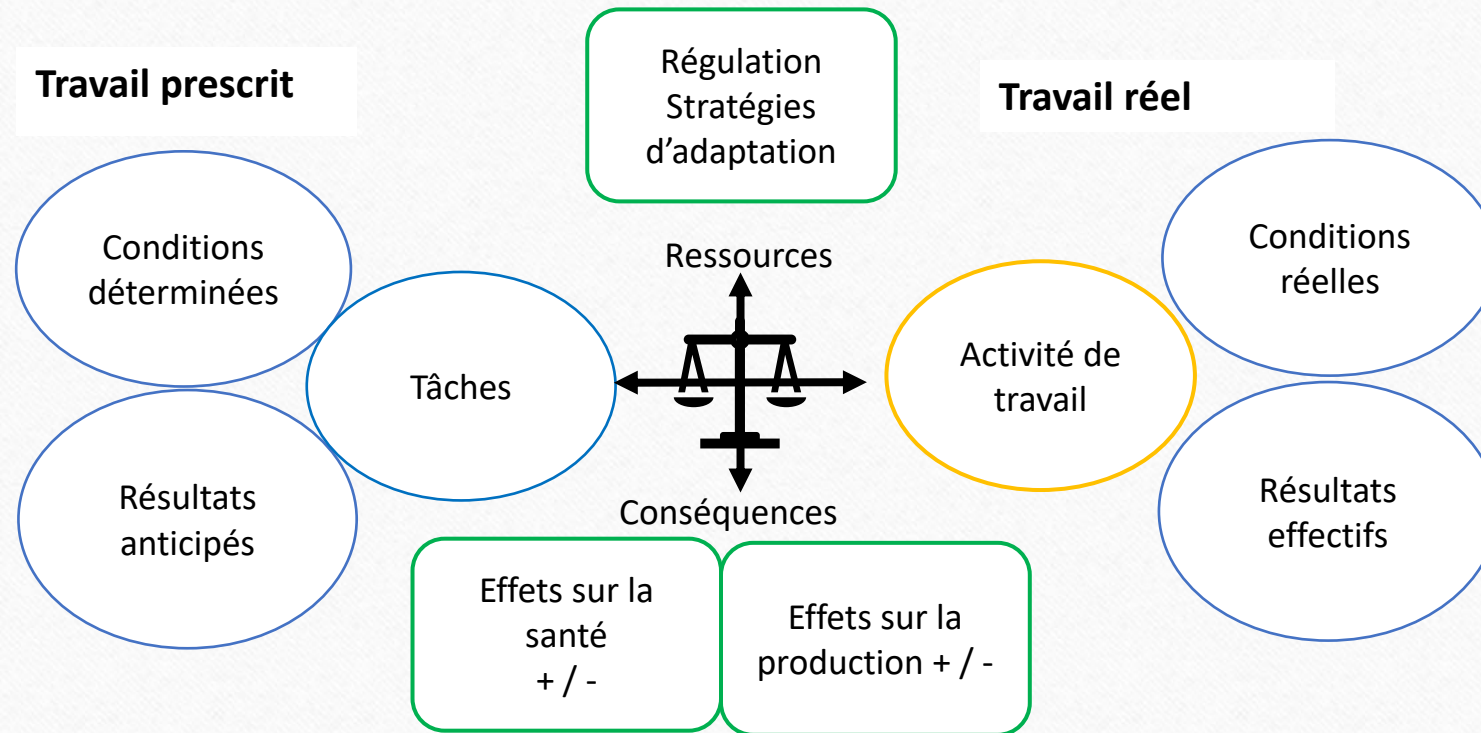 Travail prescrit
Régulation
Stratégies
d’adaptation
Travail réel
Conditions
déterminées
Ressources
Conditions
réelles
Tâches
Activité de
travail
Résultats
anticipés
Conséquences
Résultats
effectifs
Effets sur la
santé
+ / -
Effets sur la
production + / -